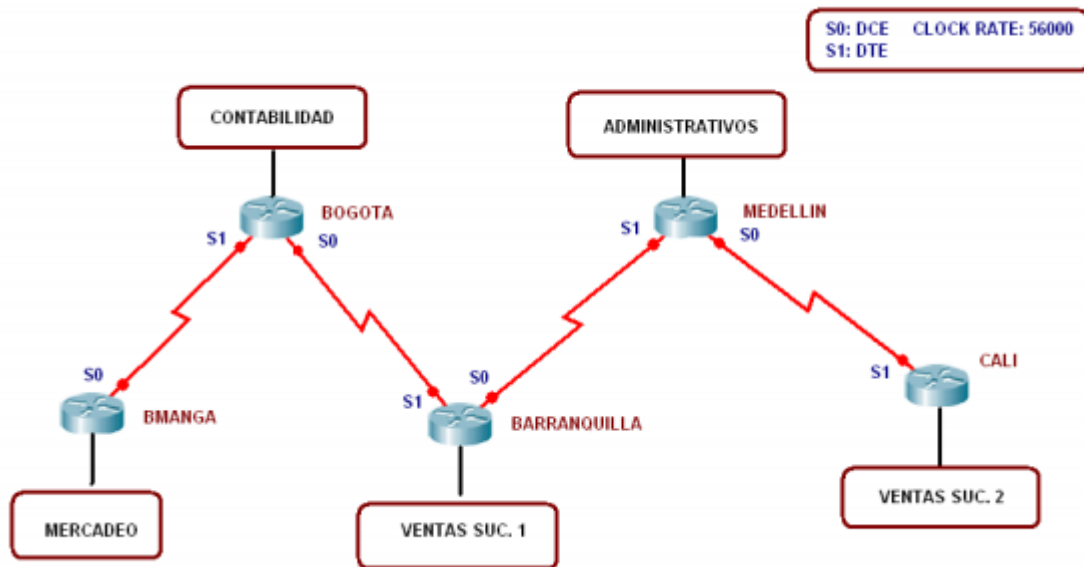 S0: DCE CLOCK RATE: 56000
S1: DTE
CONTABILIDAD
ADMINISTRATIVOS
BOGOTA
MEDELLIN
S1
S0
S1
S0
S0
S1
S0
S1
CALI
BMANGA
BARRANQUILLA
MERCADEO
VENTAS SUC. 1
VENTAS SUC. 2